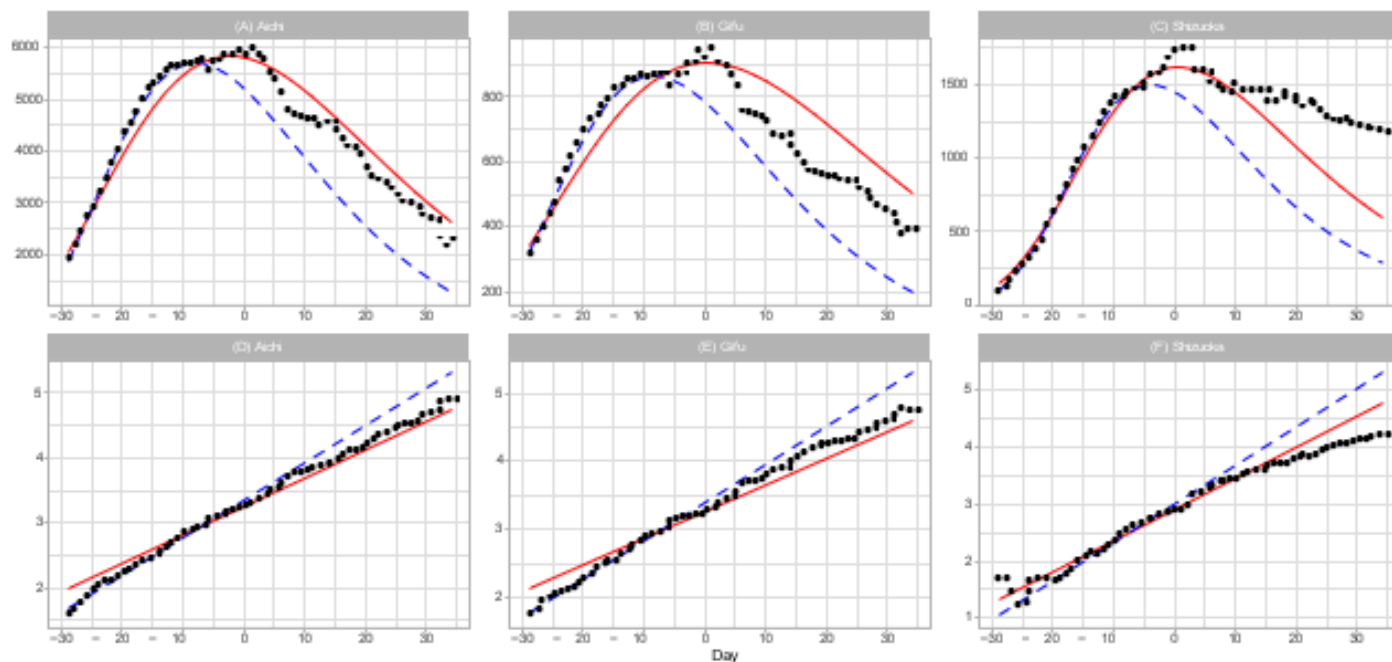 (A) Aichi
(B) Gifu
(C) Shizuoka
6000
5000
4000
3000
2000
−30 − 20 10 0 10 20 30
800
600
400
200
−30 − 20 10 0 10 20 30
1500
1000
500
0
−30 − 20 10 0 10 20 30
(D) Aichi
(E) Gifu
(F) Shizuoka
5
4
3
2
−30 − 20 10 0 10 20 30
5
4
3
2
−30 − 20 10 0 10 20 30
5
4
3
2
1
−30 − 20 10 0 10 20 30
Day